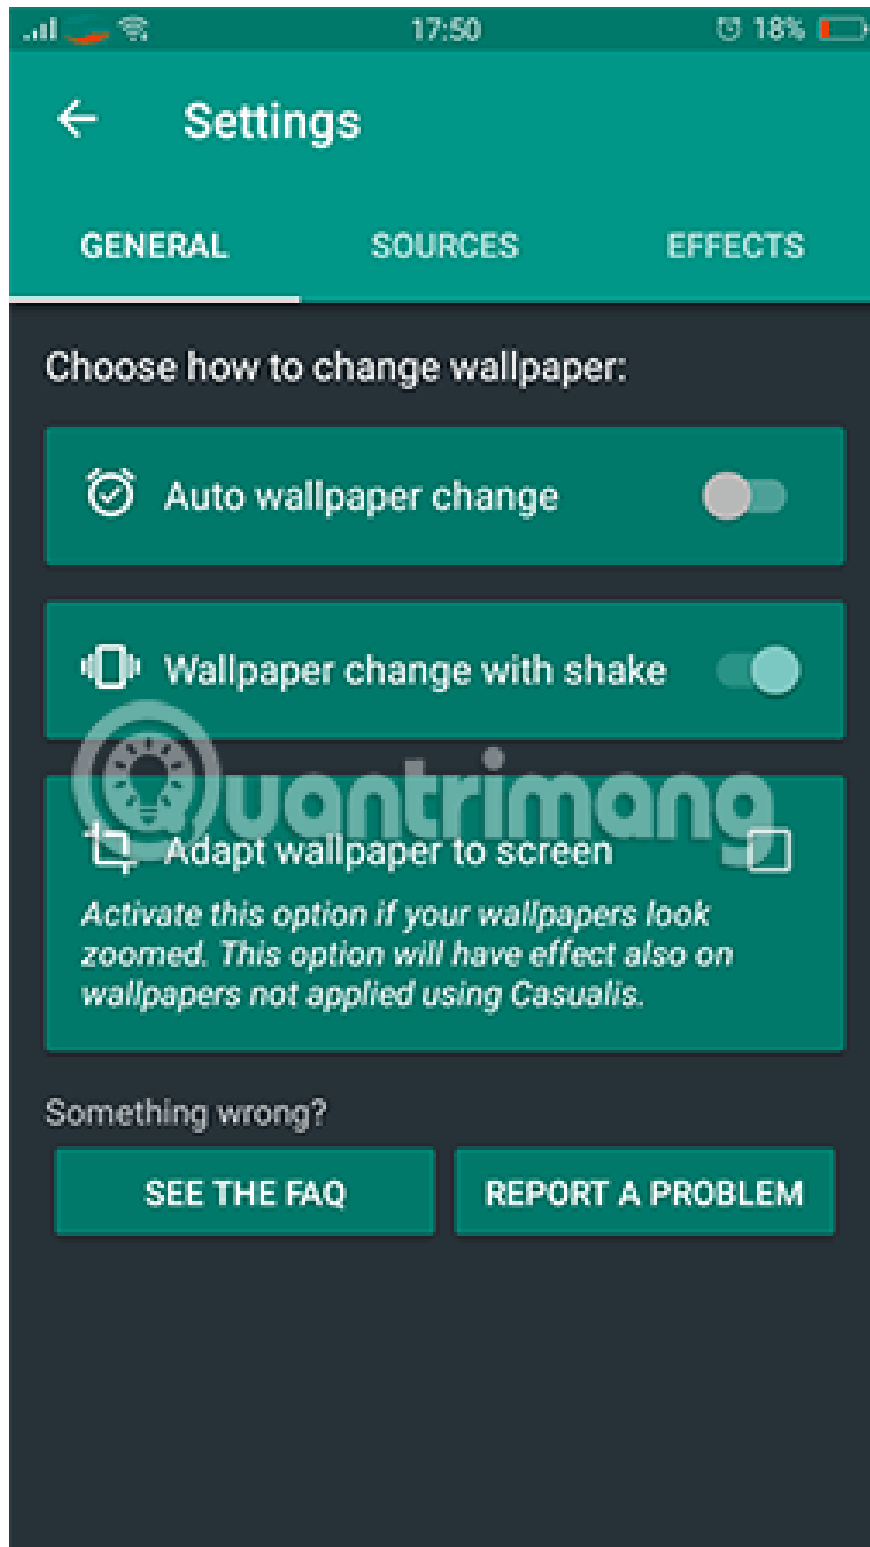 17:50
18%
Settings
GENERAL
SOURCES
EFFECTS
Choose how to change wallpaper:
Auto wallpaper change
Wallpaper change with shake
Quantrimang
Adapt wallpaper to screen
Activate this option if your wallpapers look
zoomed. This option will have effect also on
wallpapers not applied using Casualis.
Something wrong?
SEE THE FAQ
REPORT A PROBLEM